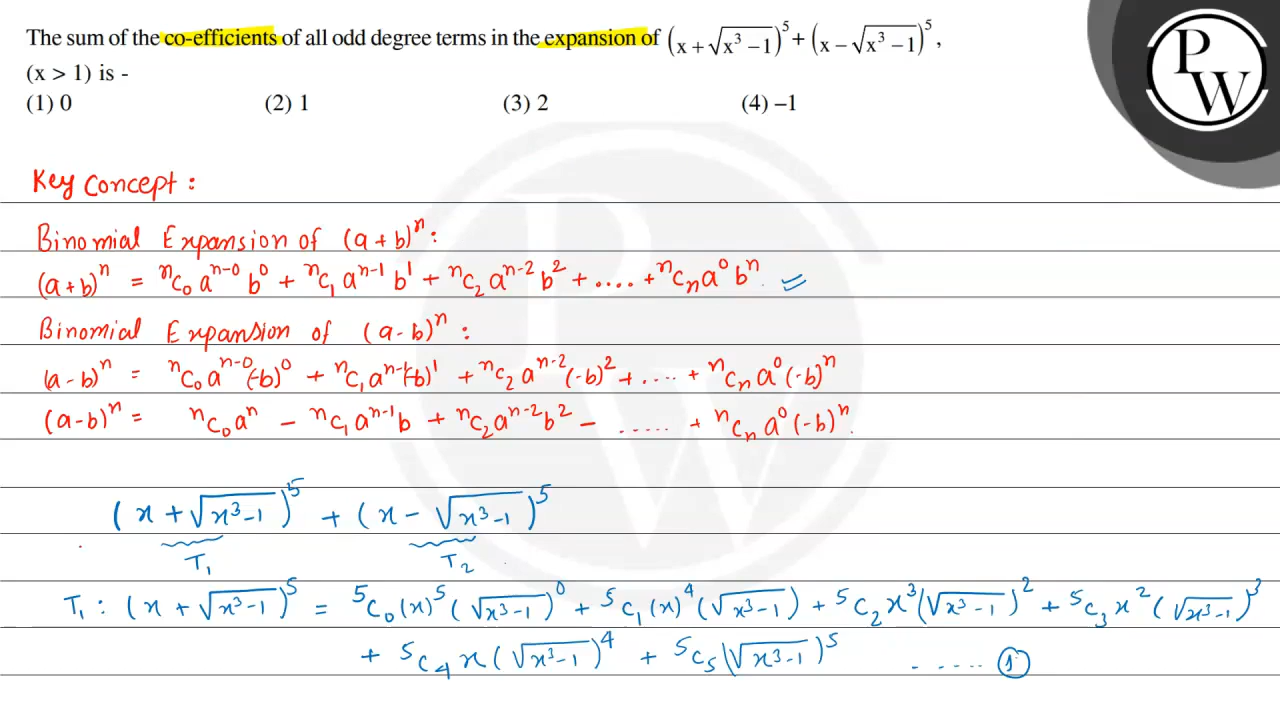 The sum of the co-efficients of all odd degree terms in the expansion of (x + √(x³ − 1))⁵ + (x − √(x³ − 1))⁵,
(x > 1) is -
(1) 0 (2) 1 (3) 2 (4) –1
P
W
Key Concept :
Binomial Expansion of (a + b)ⁿ :
(a + b)ⁿ = ⁿC₀ aⁿ⁻⁰ b⁰ + ⁿC₁ aⁿ⁻¹ b¹ + ⁿC₂ aⁿ⁻² b² + .... + ⁿCₙ a⁰ bⁿ.
Binomial Expansion of (a - b)ⁿ :
(a - b)ⁿ = ⁿC₀ aⁿ⁻⁰ (-b)⁰ + ⁿC₁ aⁿ⁻¹ (-b)¹ + ⁿC₂ aⁿ⁻² (-b)² + .... + ⁿCₙ a⁰ (-b)ⁿ
(a - b)ⁿ = ⁿC₀ aⁿ - ⁿC₁ aⁿ⁻¹ b + ⁿC₂ aⁿ⁻² b² - ...... + ⁿCₙ a⁰ (-b)ⁿ.
(x + √(x³ - 1))⁵ + (x - √(x³ - 1))⁵
T₁ T₂
T₁ : (x + √(x³ - 1))⁵ = ⁵C₀ (x)⁵ (√(x³ - 1))⁰ + ⁵C₁ (x)⁴ (√(x³ - 1)) + ⁵C₂ x³ (√(x³ - 1))² + ⁵C₃ x² (√(x³ - 1))³
+ ⁵C₄ x (√(x³ - 1))⁴ + ⁵C₅ (√(x³ - 1))⁵ ...... ①